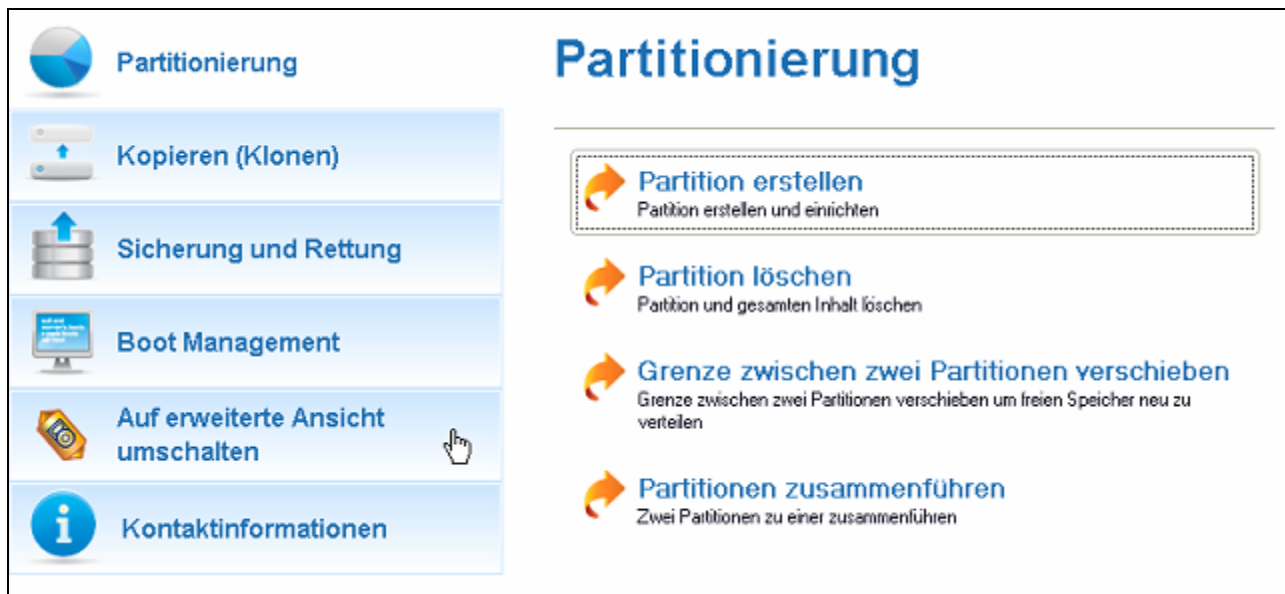 Partitionierung
Kopieren (Klonen)
Sicherung und Rettung
Boot Management
Auf erweiterte Ansicht
umschalten
Kontaktinformationen
Partitionierung
Partition erstellen
Partition erstellen und einrichten
Partition löschen
Partition und gesamten Inhalt löschen
Grenze zwischen zwei Partitionen verschieben
Grenze zwischen zwei Partitionen verschieben um freien Speicher neu zu
verteilen
Partitionen zusammenführen
Zwei Partitionen zu einer zusammenführen